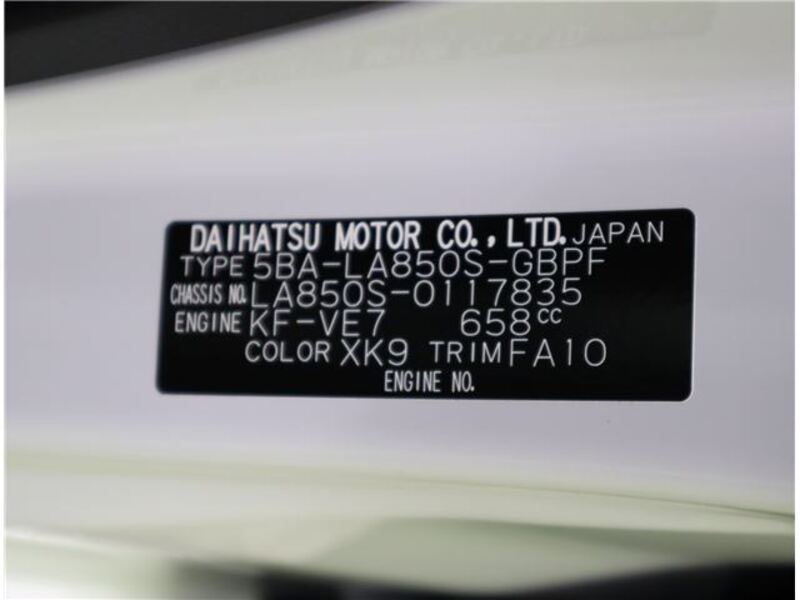 DAIHATSU MOTOR CO., LTD. JAPAN
TYPE 5BA-LA850S-GBPF
CHASSIS NO. LA850S-0117835
ENGINE KF-VE7 658cc
COLOR XK9 TRIM FA10
ENGINE NO.